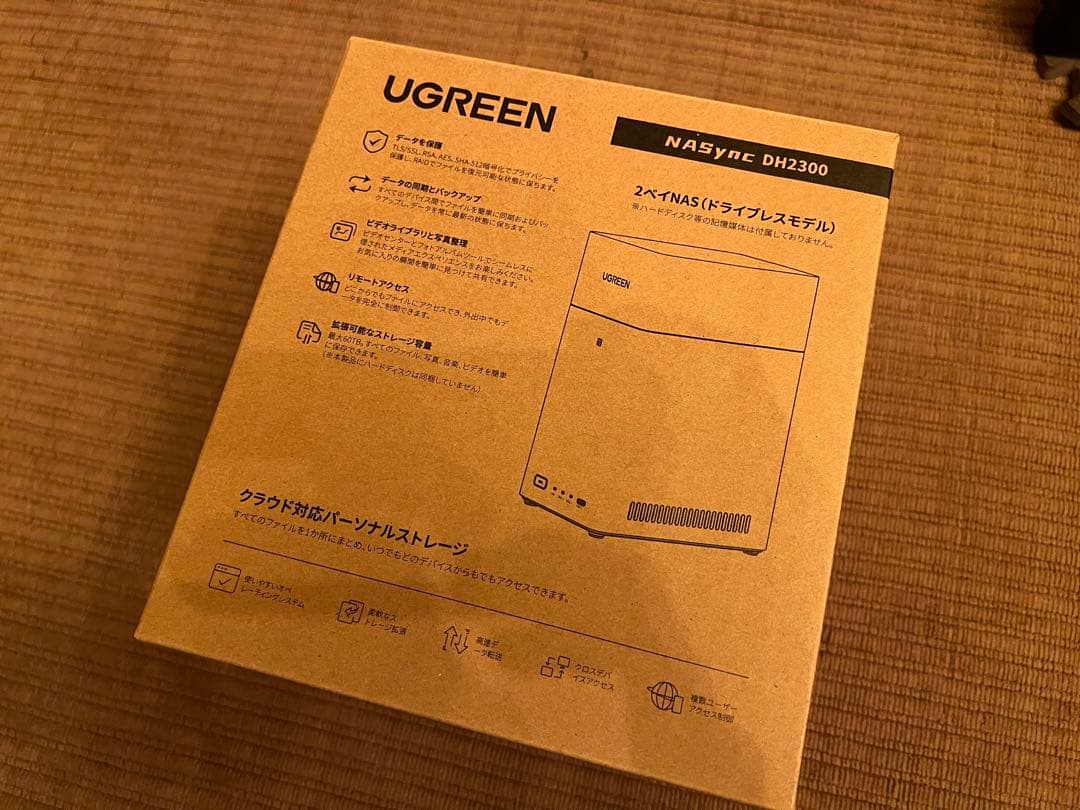 UGREEN
NASync DH2300
データを保護
TLS/SSL、RSA、AES、SHA-512暗号化でプライバシーを
保護し、RAIDでファイルを復元可能な状態に保ちます。
データの同期とバックアップ
すべてのデバイス間でファイルを簡単に同期およびバッ
クアップし、データを常に最新の状態に保ちます。
ビデオライブラリと写真整理
ビデオセンターとフォトアルバムツールでシームレスに
理されたメディアエクスペリエンスをお楽しみください。
お気に入りの瞬間を簡単に見つけて共有できます。
リモートアクセス
どこからでもファイルにアクセスでき、外出中でもデ
ータを完全に制御できます。
拡張可能なストレージ容量
最大60TB。すべてのファイル、写真、音楽、ビデオを簡単
に保存できます。
(※本製品にハードディスクは同梱していません)
2ベイNAS(ドライブレスモデル)
※ハードディスク等の記憶媒体は付属しておりません。
UGREEN
クラウド対応パーソナルストレージ
すべてのファイルを1か所にまとめ、いつでもどのデバイスからもでもアクセスできます。
使いやすいオペ
レーティングシステム
柔軟なス
トレージ拡張
高速デ
ータ転送
クロスデバ
イスアクセス
複数ユーザー
アクセス制御